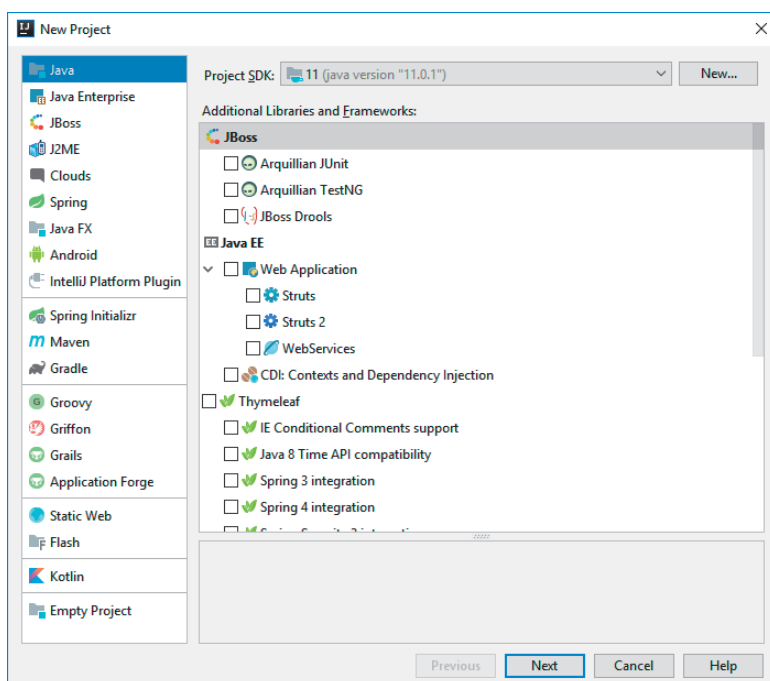 New Project
Java
Java Enterprise
JBoss
J2ME
Clouds
Spring
Java FX
Android
IntelliJ Platform Plugin
Spring Initializr
Maven
Gradle
Groovy
Griffon
Grails
Application Forge
Static Web
Flash
Kotlin
Empty Project
Project SDK: 11 (java version "11.0.1") New...
Additional Libraries and Frameworks:
JBoss
Arquillian JUnit
Arquillian TestNG
JBoss Drools
Java EE
Web Application
Struts
Struts 2
WebServices
CDI: Contexts and Dependency Injection
Thymeleaf
IE Conditional Comments support
Java 8 Time API compatibility
Spring 3 integration
Spring 4 integration
Previous Next Cancel Help